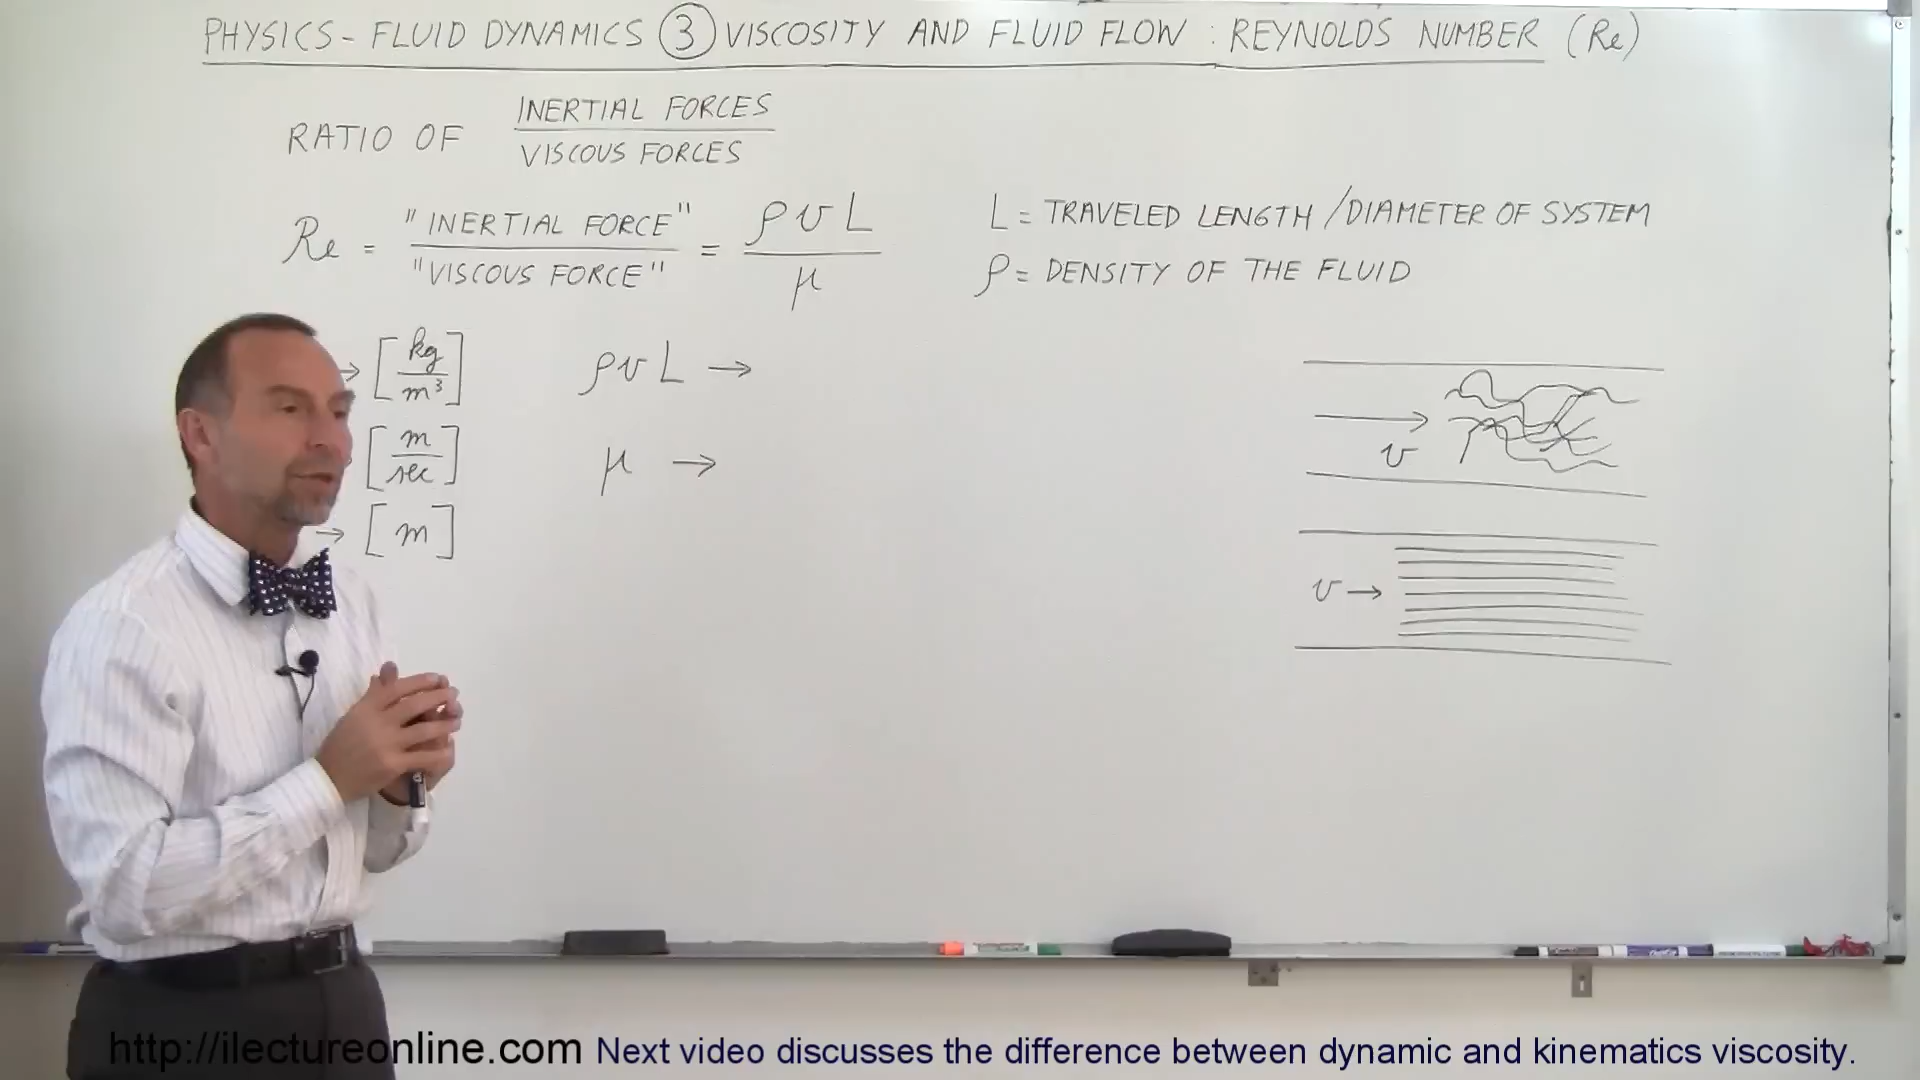 PHYSICS - FLUID DYNAMICS ③ VISCOSITY AND FLUID FLOW : REYNOLDS NUMBER (Re)
RATIO OF INERTIAL FORCES / VISCOUS FORCES
Re = "INERTIAL FORCE" / "VISCOUS FORCE" = ρ v L / μ
L = TRAVELED LENGTH / DIAMETER OF SYSTEM
ρ = DENSITY OF THE FLUID
→ [kg / m³]
ρ v L →
[m / sec]
μ →
→ [m]
v
v →
http://ilectureonline.com Next video discusses the difference between dynamic and kinematics viscosity.